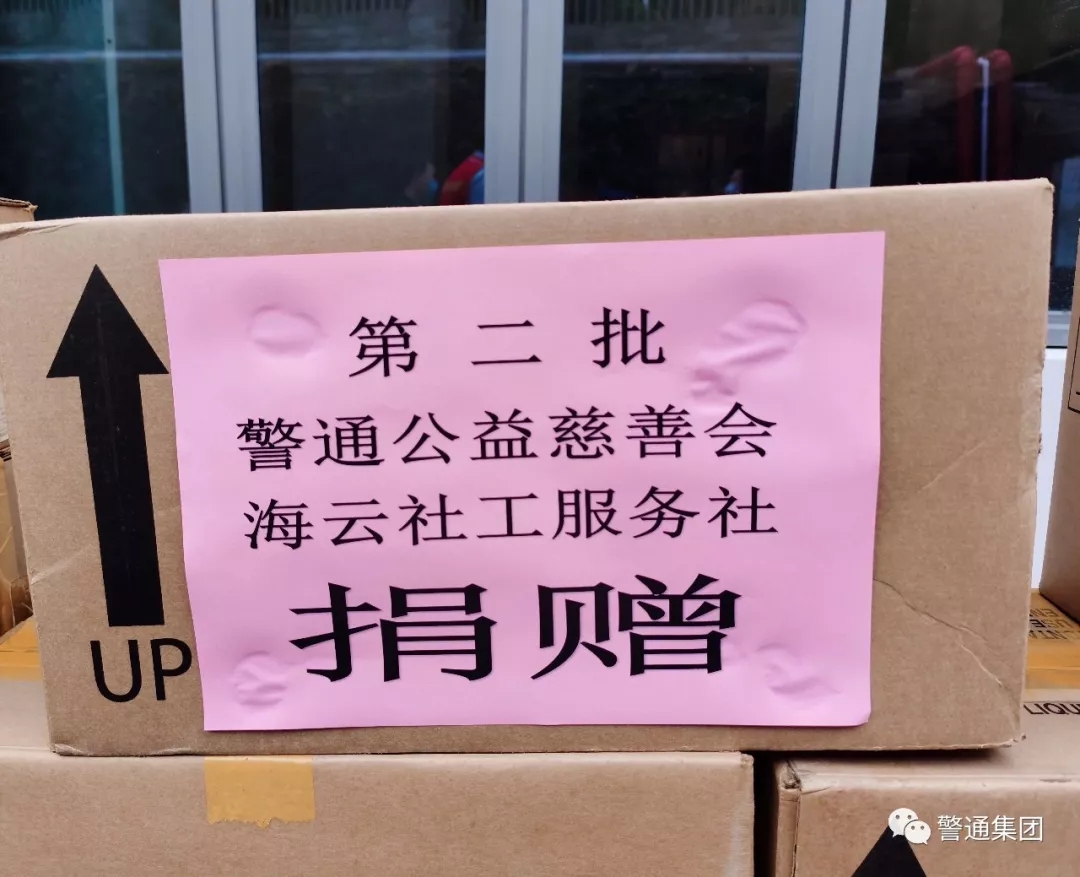 第二批
警通公益慈善会
海云社工服务社
捐赠
UP
LIQU
警通集团